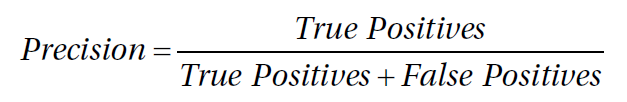 Precision = True Positives / True Positives + False Positives